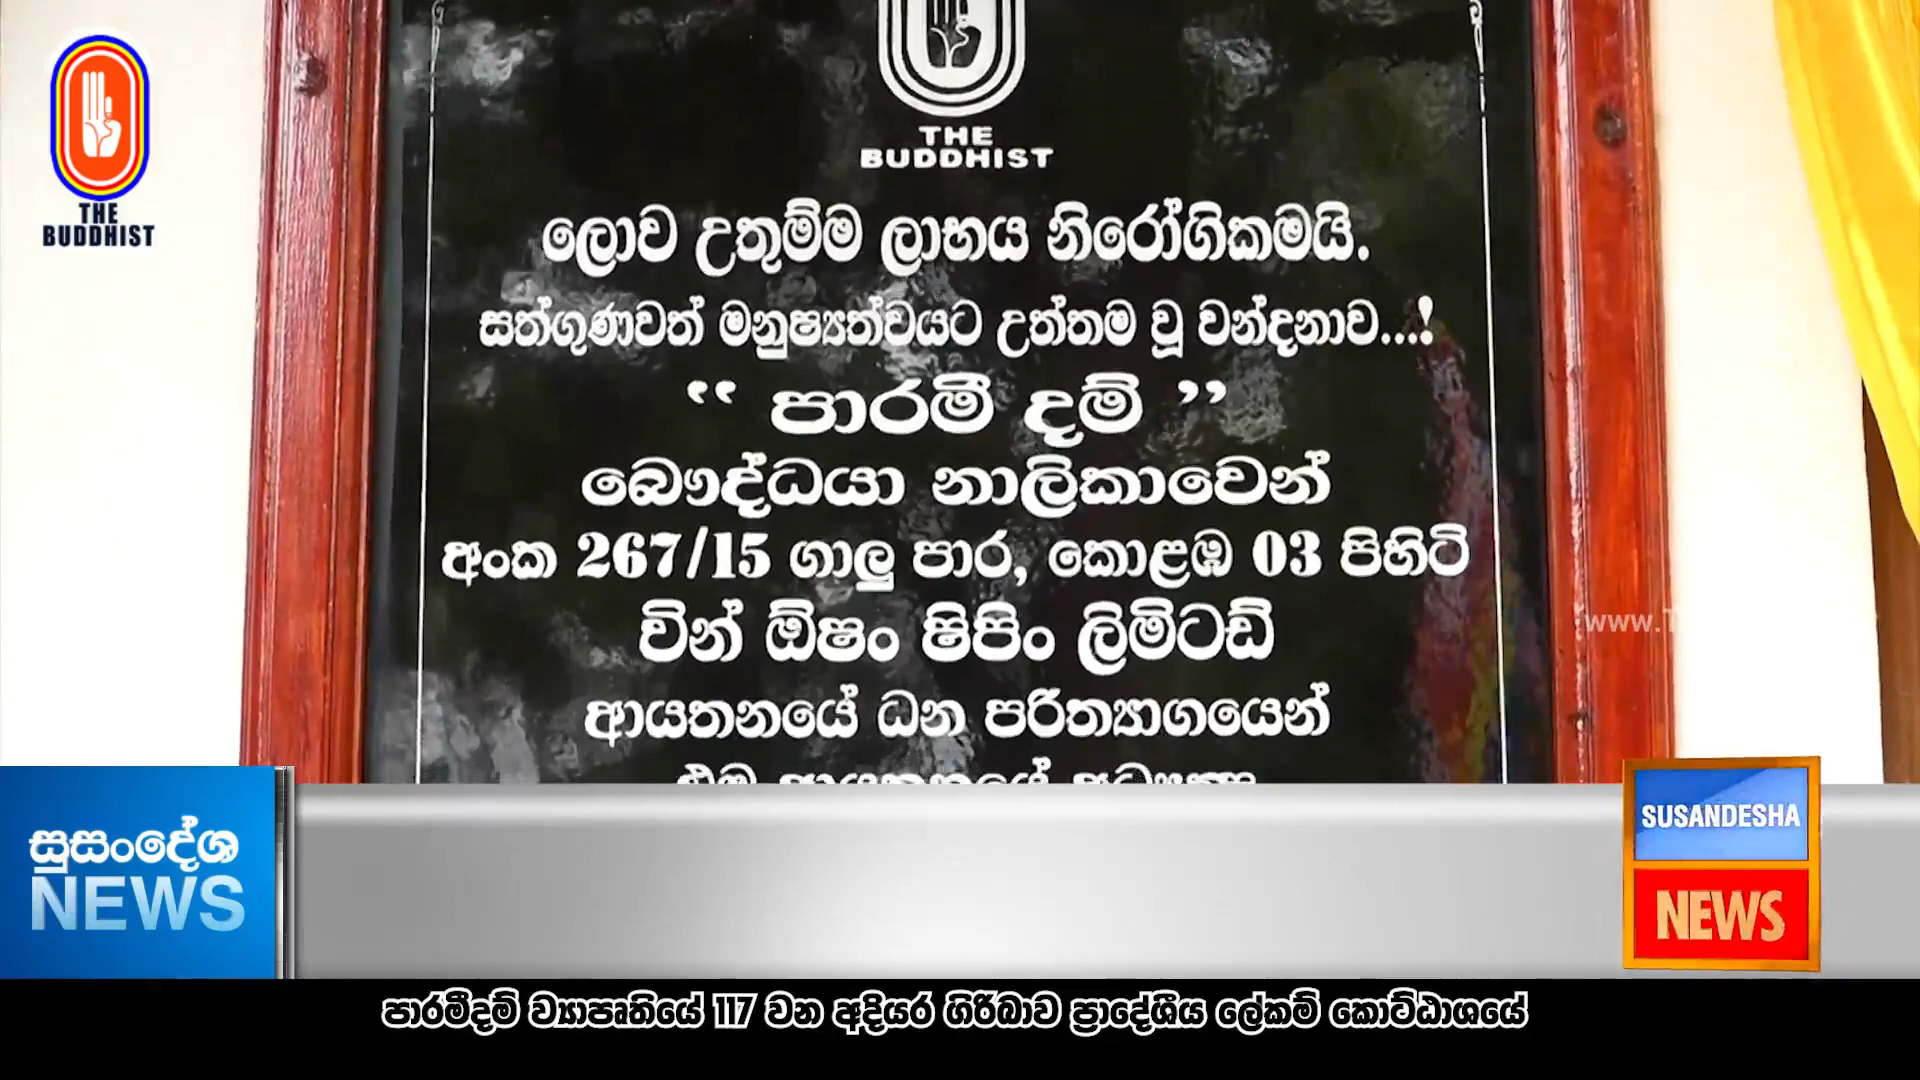 THE
BUDDHIST
THE
BUDDHIST
ලොව උතුම්ම ලාභය නිරෝගිකමයි.
සත්ගුණවත් මනුෂ්‍යත්වයට උත්තම වූ වන්දනාව...!
“ පාරමී දම් ”
බෞද්ධයා නාලිකාවෙන්
අංක 267/15 ගාලු පාර, කොළඹ 03 පිහිටි
වින් ඕෂං ෂිපිං ලිමිටඩ්
ආයතනයේ ධන පරිත්‍යාගයෙන්
www.
සුසංදේශ
NEWS
SUSANDESHA
NEWS
පාරමීදම් ව්‍යාපෘතියේ 117 වන අදියර ගිරිබාව ප්‍රාදේශීය ලේකම් කොට්ඨාශයේ